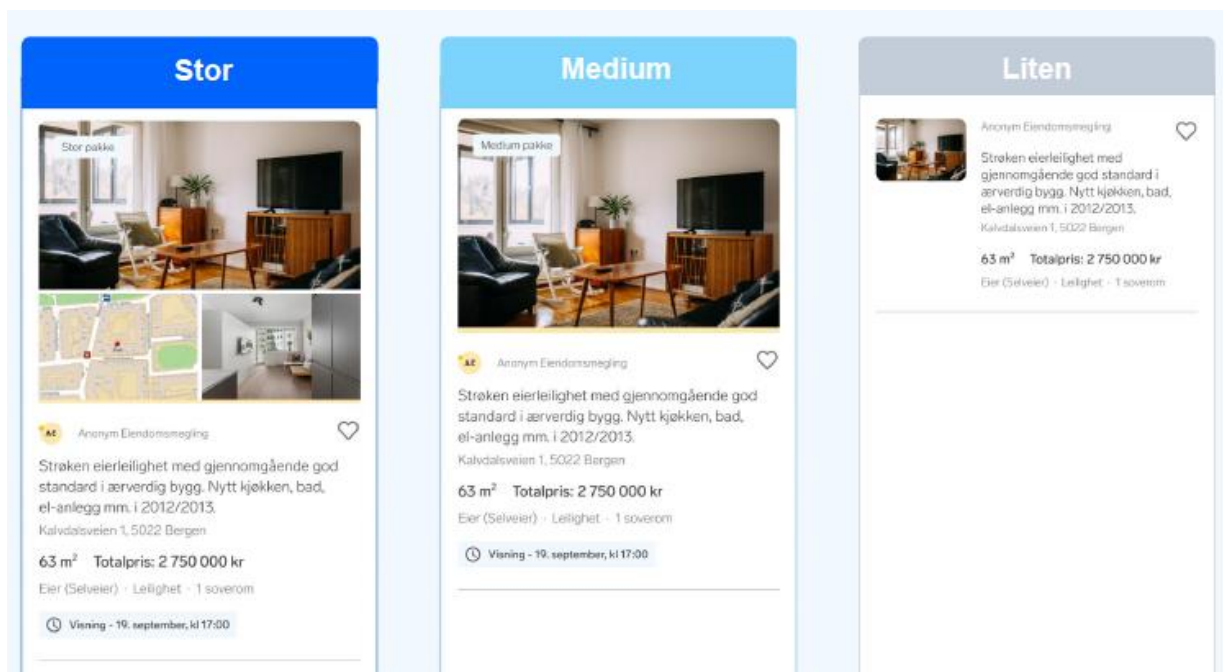 Stor
Stor pakke
AE
Anonym Eiendomsmegling
Strøken eierleilighet med gjennomgående god
standard i ærverdig bygg. Nytt kjøkken, bad,
el-anlegg mm. i 2012/2013.
Kalvdalsveien 1, 5022 Bergen
63 m² Totalpris: 2 750 000 kr
Eier (Selveier) · Leilighet · 1 soverom
Visning - 19. september, kl 17:00
Medium
Medium pakke
AE
Anonym Eiendomsmegling
Strøken eierleilighet med gjennomgående god
standard i ærverdig bygg. Nytt kjøkken, bad,
el-anlegg mm. i 2012/2013.
Kalvdalsveien 1, 5022 Bergen
63 m² Totalpris: 2 750 000 kr
Eier (Selveier) · Leilighet · 1 soverom
Visning - 19. september, kl 17:00
Liten
Anonym Eiendomsmegling
Strøken eierleilighet med
gjennomgående god standard i
ærverdig bygg. Nytt kjøkken, bad,
el-anlegg mm. i 2012/2013.
Kalvdalsveien 1, 5022 Bergen
63 m² Totalpris: 2 750 000 kr
Eier (Selveier) · Leilighet · 1 soverom